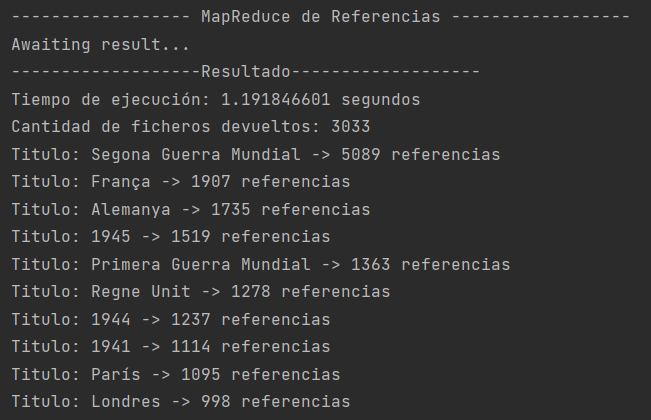 ------------------ MapReduce de Referencias ------------------
Awaiting result...
-------------------Resultado-------------------
Tiempo de ejecución: 1.191846601 segundos
Cantidad de ficheros devueltos: 3033
Titulo: Segona Guerra Mundial -> 5089 referencias
Titulo: França -> 1907 referencias
Titulo: Alemanya -> 1735 referencias
Titulo: 1945 -> 1519 referencias
Titulo: Primera Guerra Mundial -> 1363 referencias
Titulo: Regne Unit -> 1278 referencias
Titulo: 1944 -> 1237 referencias
Titulo: 1941 -> 1114 referencias
Titulo: París -> 1095 referencias
Titulo: Londres -> 998 referencias